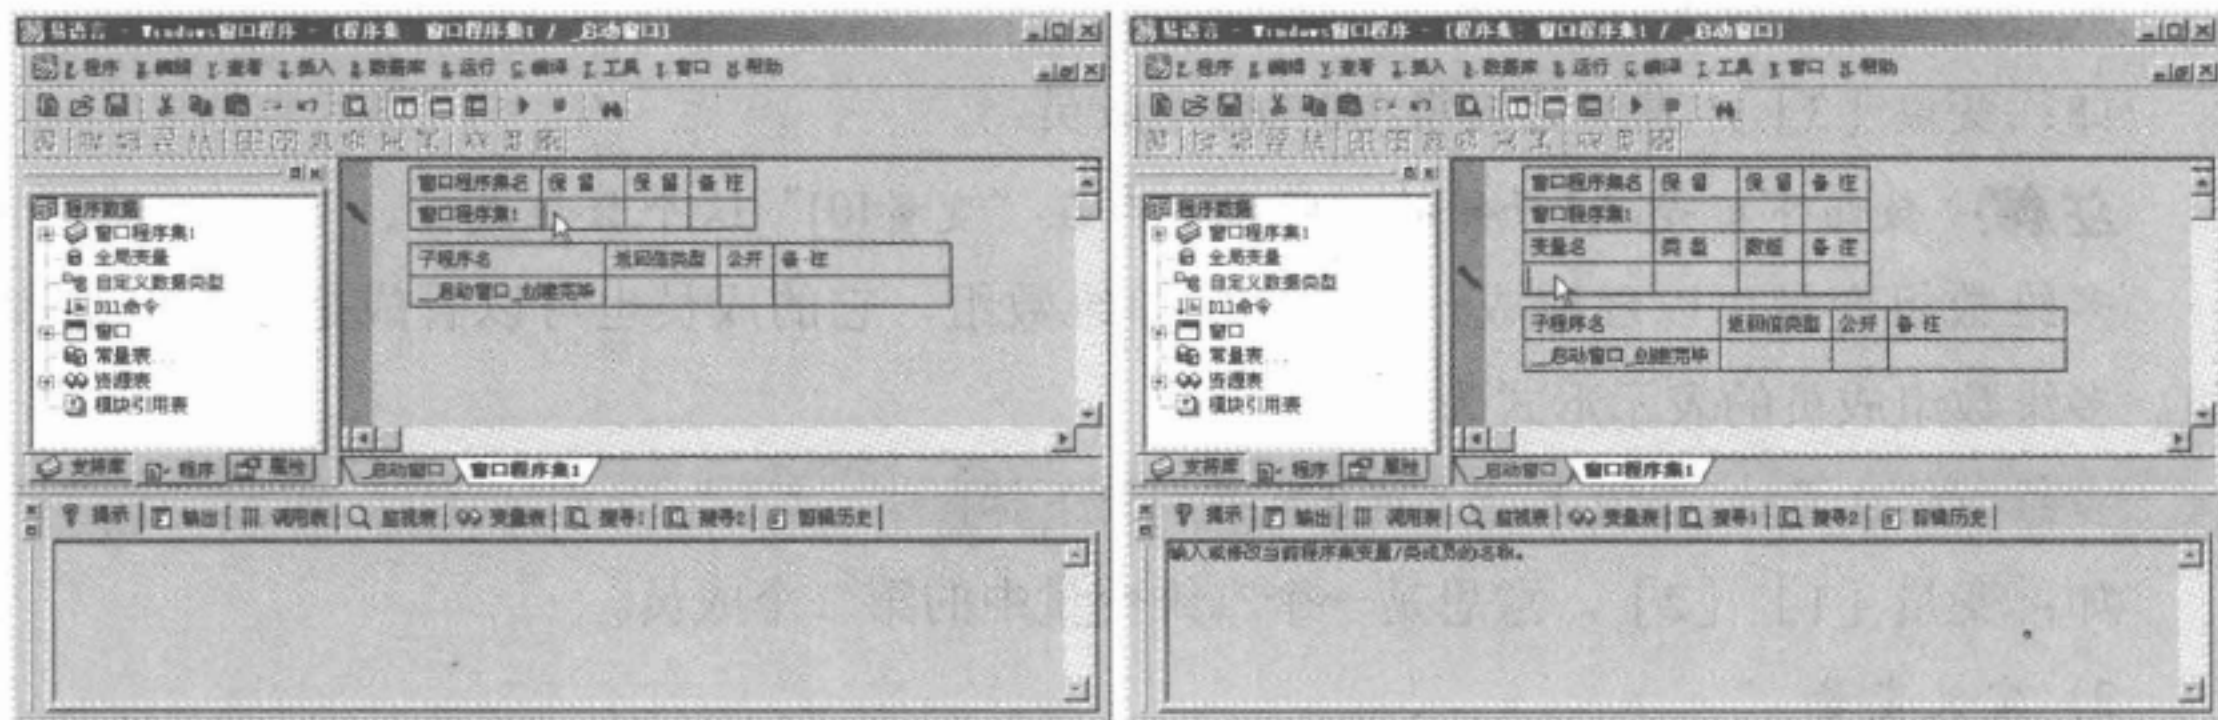 易语言 - Windows窗口程序 - [程序集 窗口程序集1 / _启动窗口]
F.程序 E.编辑 V.查看 I.插入 B.数据库 R.运行 C.编译 T.工具 W.窗口 H.帮助
窗口程序集名 保 留 保 留 备 注
窗口程序集1
子程序名 返回值类型 公开 备 注
__启动窗口_创建完毕
程序数据
窗口程序集1
全局变量
自定义数据类型
Dll命令
窗口
常量表...
资源表
模块引用表
支持库 程序 属性
_启动窗口 窗口程序集1
提示 输出 调用表 监视表 变量表 搜寻1 搜寻2 剪辑历史
易语言 - Windows窗口程序 - [程序集: 窗口程序集1 / _启动窗口]
F.程序 E.编辑 V.查看 I.插入 B.数据库 R.运行 C.编译 T.工具 W.窗口 H.帮助
窗口程序集名 保 留 保 留 备 注
窗口程序集1
变量名 类 型 数组 备 注
子程序名 返回值类型 公开 备 注
__启动窗口_创建完毕
程序数据
窗口程序集1
全局变量
自定义数据类型
Dll命令
窗口
常量表...
资源表
模块引用表
支持库 程序 属性
_启动窗口 窗口程序集1
提示 输出 调用表 监视表 变量表 搜寻1 搜寻2 剪辑历史
输入或修改当前程序集变量/类成员的名称。